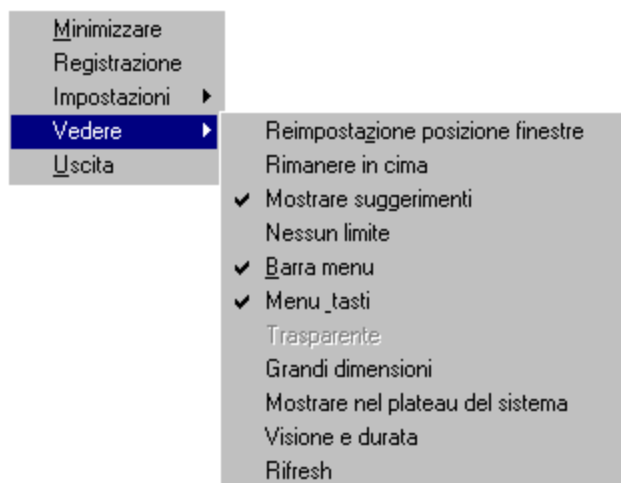 Minimizzare
Registrazione
Impostazioni
Vedere
Uscita
Reimpostazione posizione finestre
Rimanere in cima
Mostrare suggerimenti
Nessun limite
Barra menu
Menu_tasti
Trasparente
Grandi dimensioni
Mostrare nel plateau del sistema
Visione e durata
Rifresh